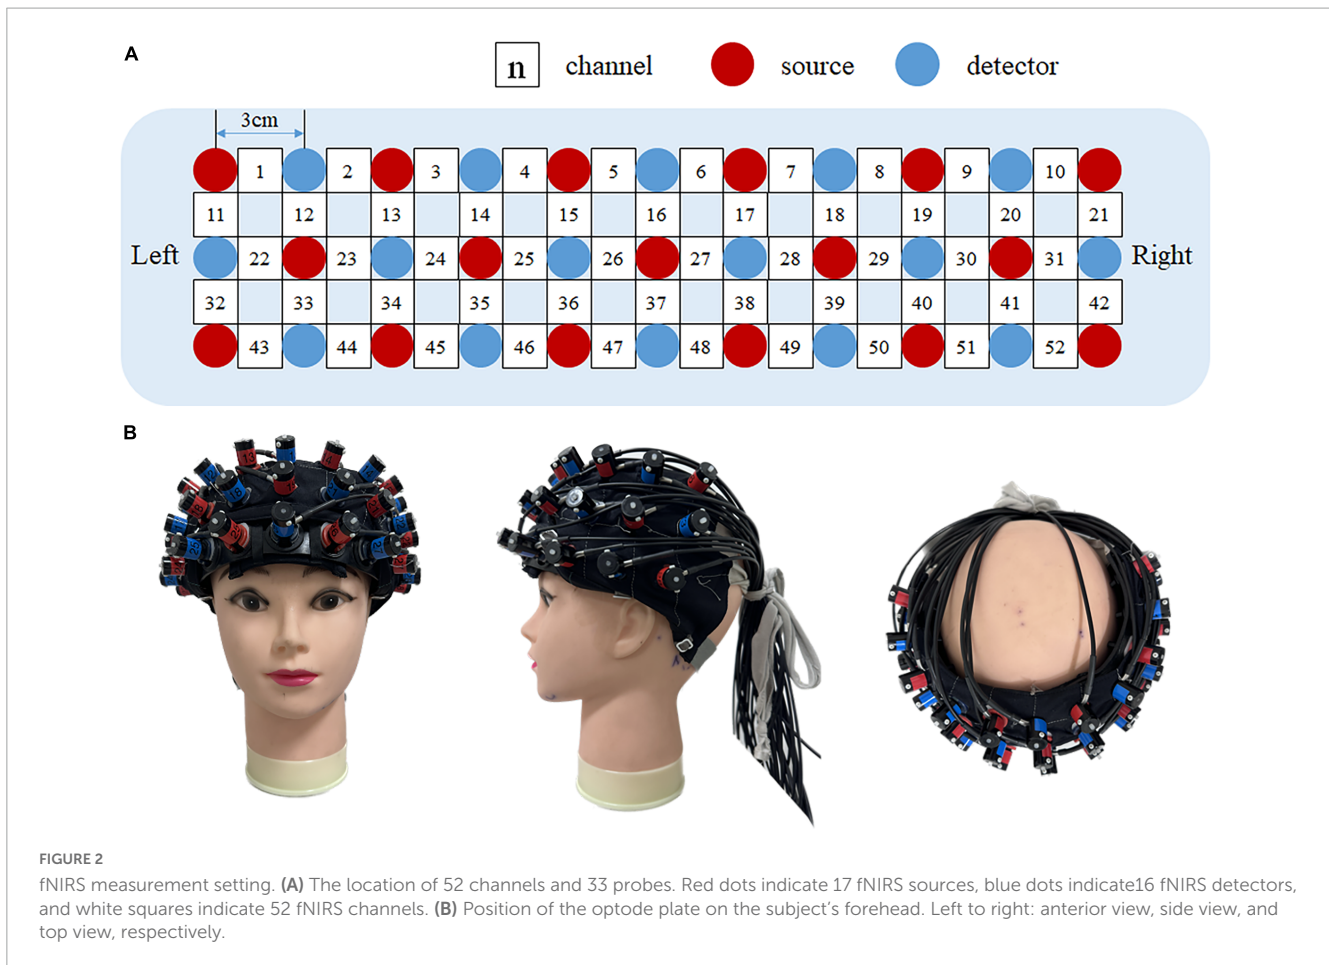 A
n channel source detector
3cm
1 2 3 4 5 6 7 8 9 10
11 12 13 14 15 16 17 18 19 20 21
Left 22 23 24 25 26 27 28 29 30 31 Right
32 33 34 35 36 37 38 39 40 41 42
43 44 45 46 47 48 49 50 51 52
B
FIGURE 2
fNIRS measurement setting. (A) The location of 52 channels and 33 probes. Red dots indicate 17 fNIRS sources, blue dots indicate16 fNIRS detectors,
and white squares indicate 52 fNIRS channels. (B) Position of the optode plate on the subject's forehead. Left to right: anterior view, side view, and
top view, respectively.